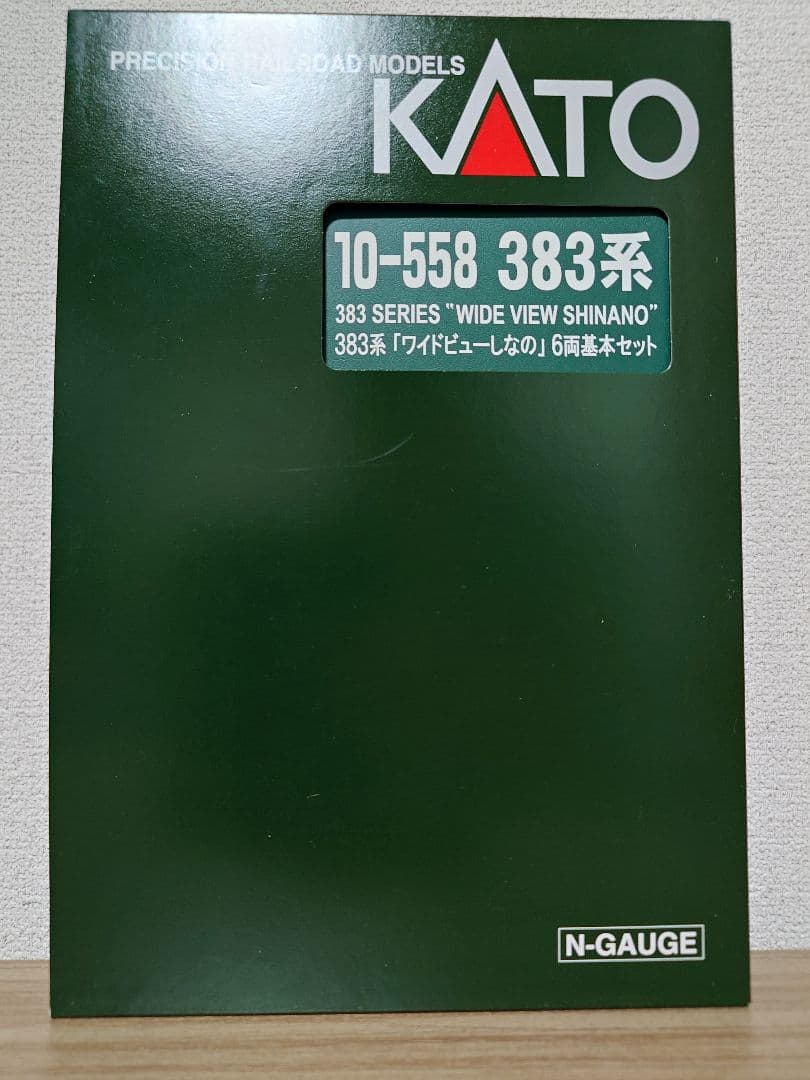 PRECISION RAILROAD MODELS
KATO
10-558 383系
383 SERIES “WIDE VIEW SHINANO”
383系「ワイドビューしなの」6両基本セット
N-GAUGE